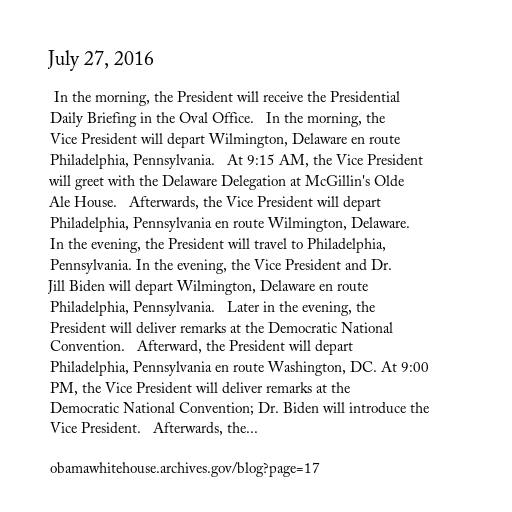 July 27, 2016
In the morning, the President will receive the Presidential
Daily Briefing in the Oval Office.   In the morning, the
Vice President will depart Wilmington, Delaware en route
Philadelphia, Pennsylvania.   At 9:15 AM, the Vice President
will greet with the Delaware Delegation at McGillin's Olde
Ale House.   Afterwards, the Vice President will depart
Philadelphia, Pennsylvania en route Wilmington, Delaware.
In the evening, the President will travel to Philadelphia,
Pennsylvania. In the evening, the Vice President and Dr.
Jill Biden will depart Wilmington, Delaware en route
Philadelphia, Pennsylvania.   Later in the evening, the
President will deliver remarks at the Democratic National
Convention.   Afterward, the President will depart
Philadelphia, Pennsylvania en route Washington, DC. At 9:00
PM, the Vice President will deliver remarks at the
Democratic National Convention; Dr. Biden will introduce the
Vice President.   Afterwards, the...
obamawhitehouse.archives.gov/blog?page=17